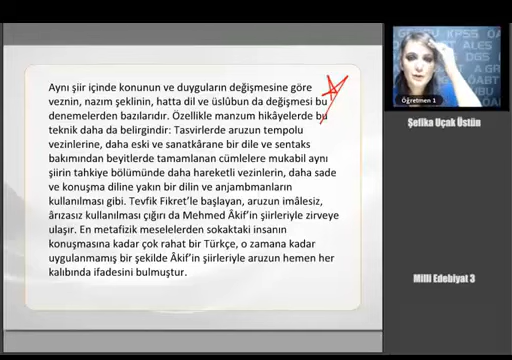 Aynı şiir içinde konunun ve duyguların değişmesine göre
veznin, nazım şeklinin, hatta dil ve üslûbun da değişmesi bu
denemelerden bazılarıdır. Özellikle manzum hikâyelerde bu
teknik daha da belirgindir: Tasvirlerde aruzun tempolu
vezinlerine, daha eski ve sanatkârane bir dile ve sentaks
bakımından beyitlerde tamamlanan cümlelere mukabil aynı
şiirin tahkiye bölümünde daha hareketli vezinlerin, daha sade
ve konuşma diline yakın bir dilin ve anjambmanların
kullanılması gibi. Tevfik Fikret'le başlayan, aruzun imâlesiz,
ârızasız kullanılması çığırı da Mehmed Âkif'in şiirleriyle zirveye
ulaşır. En metafizik meselelerden sokaktaki insanın
konuşmasına kadar çok rahat bir Türkçe, o zamana kadar
uygulanmamış bir şekilde Âkif'in şiirleriyle aruzun hemen her
kalıbında ifadesini bulmuştur.
KPSS
ALES
DGS
ÖABT
Öğretmen 1
Şefika Uçak Üstün
Milli Edebiyat 3